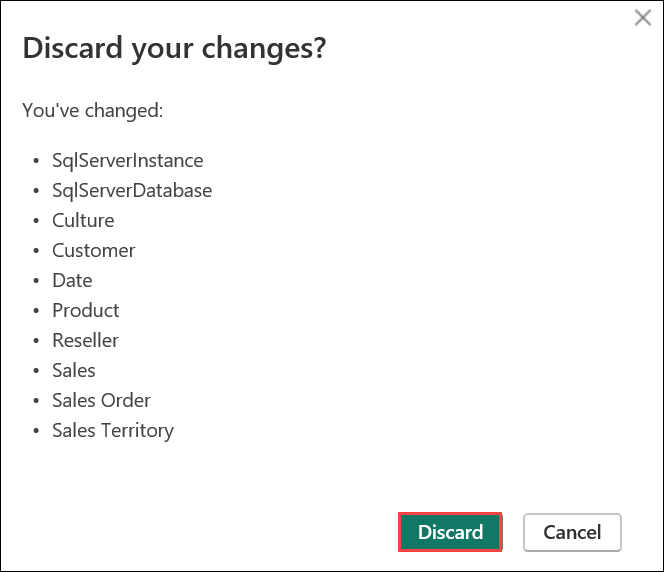 Discard your changes?
You've changed:
• SqlServerInstance
• SqlServerDatabase
• Culture
• Customer
• Date
• Product
• Reseller
• Sales
• Sales Order
• Sales Territory
Discard Cancel